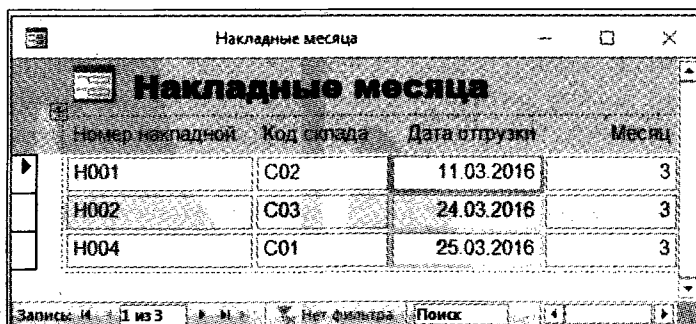 Накладные месяца
Накладные месяца
Номер накладной Код склада Дата отгрузки Месяц
Н001 С02 11.03.2016 3
Н002 С03 24.03.2016 3
Н004 С01 25.03.2016 3
Запись: 1 из 3 Нет фильтра Поиск